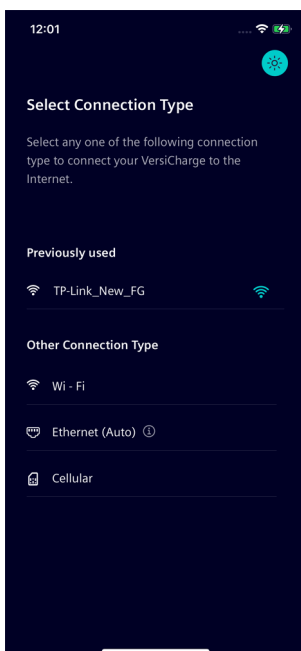 12:01
Select Connection Type
Select any one of the following connection
type to connect your VersiCharge to the
Internet.
Previously used
TP-Link_New_FG
Other Connection Type
Wi - Fi
Ethernet (Auto)
Cellular